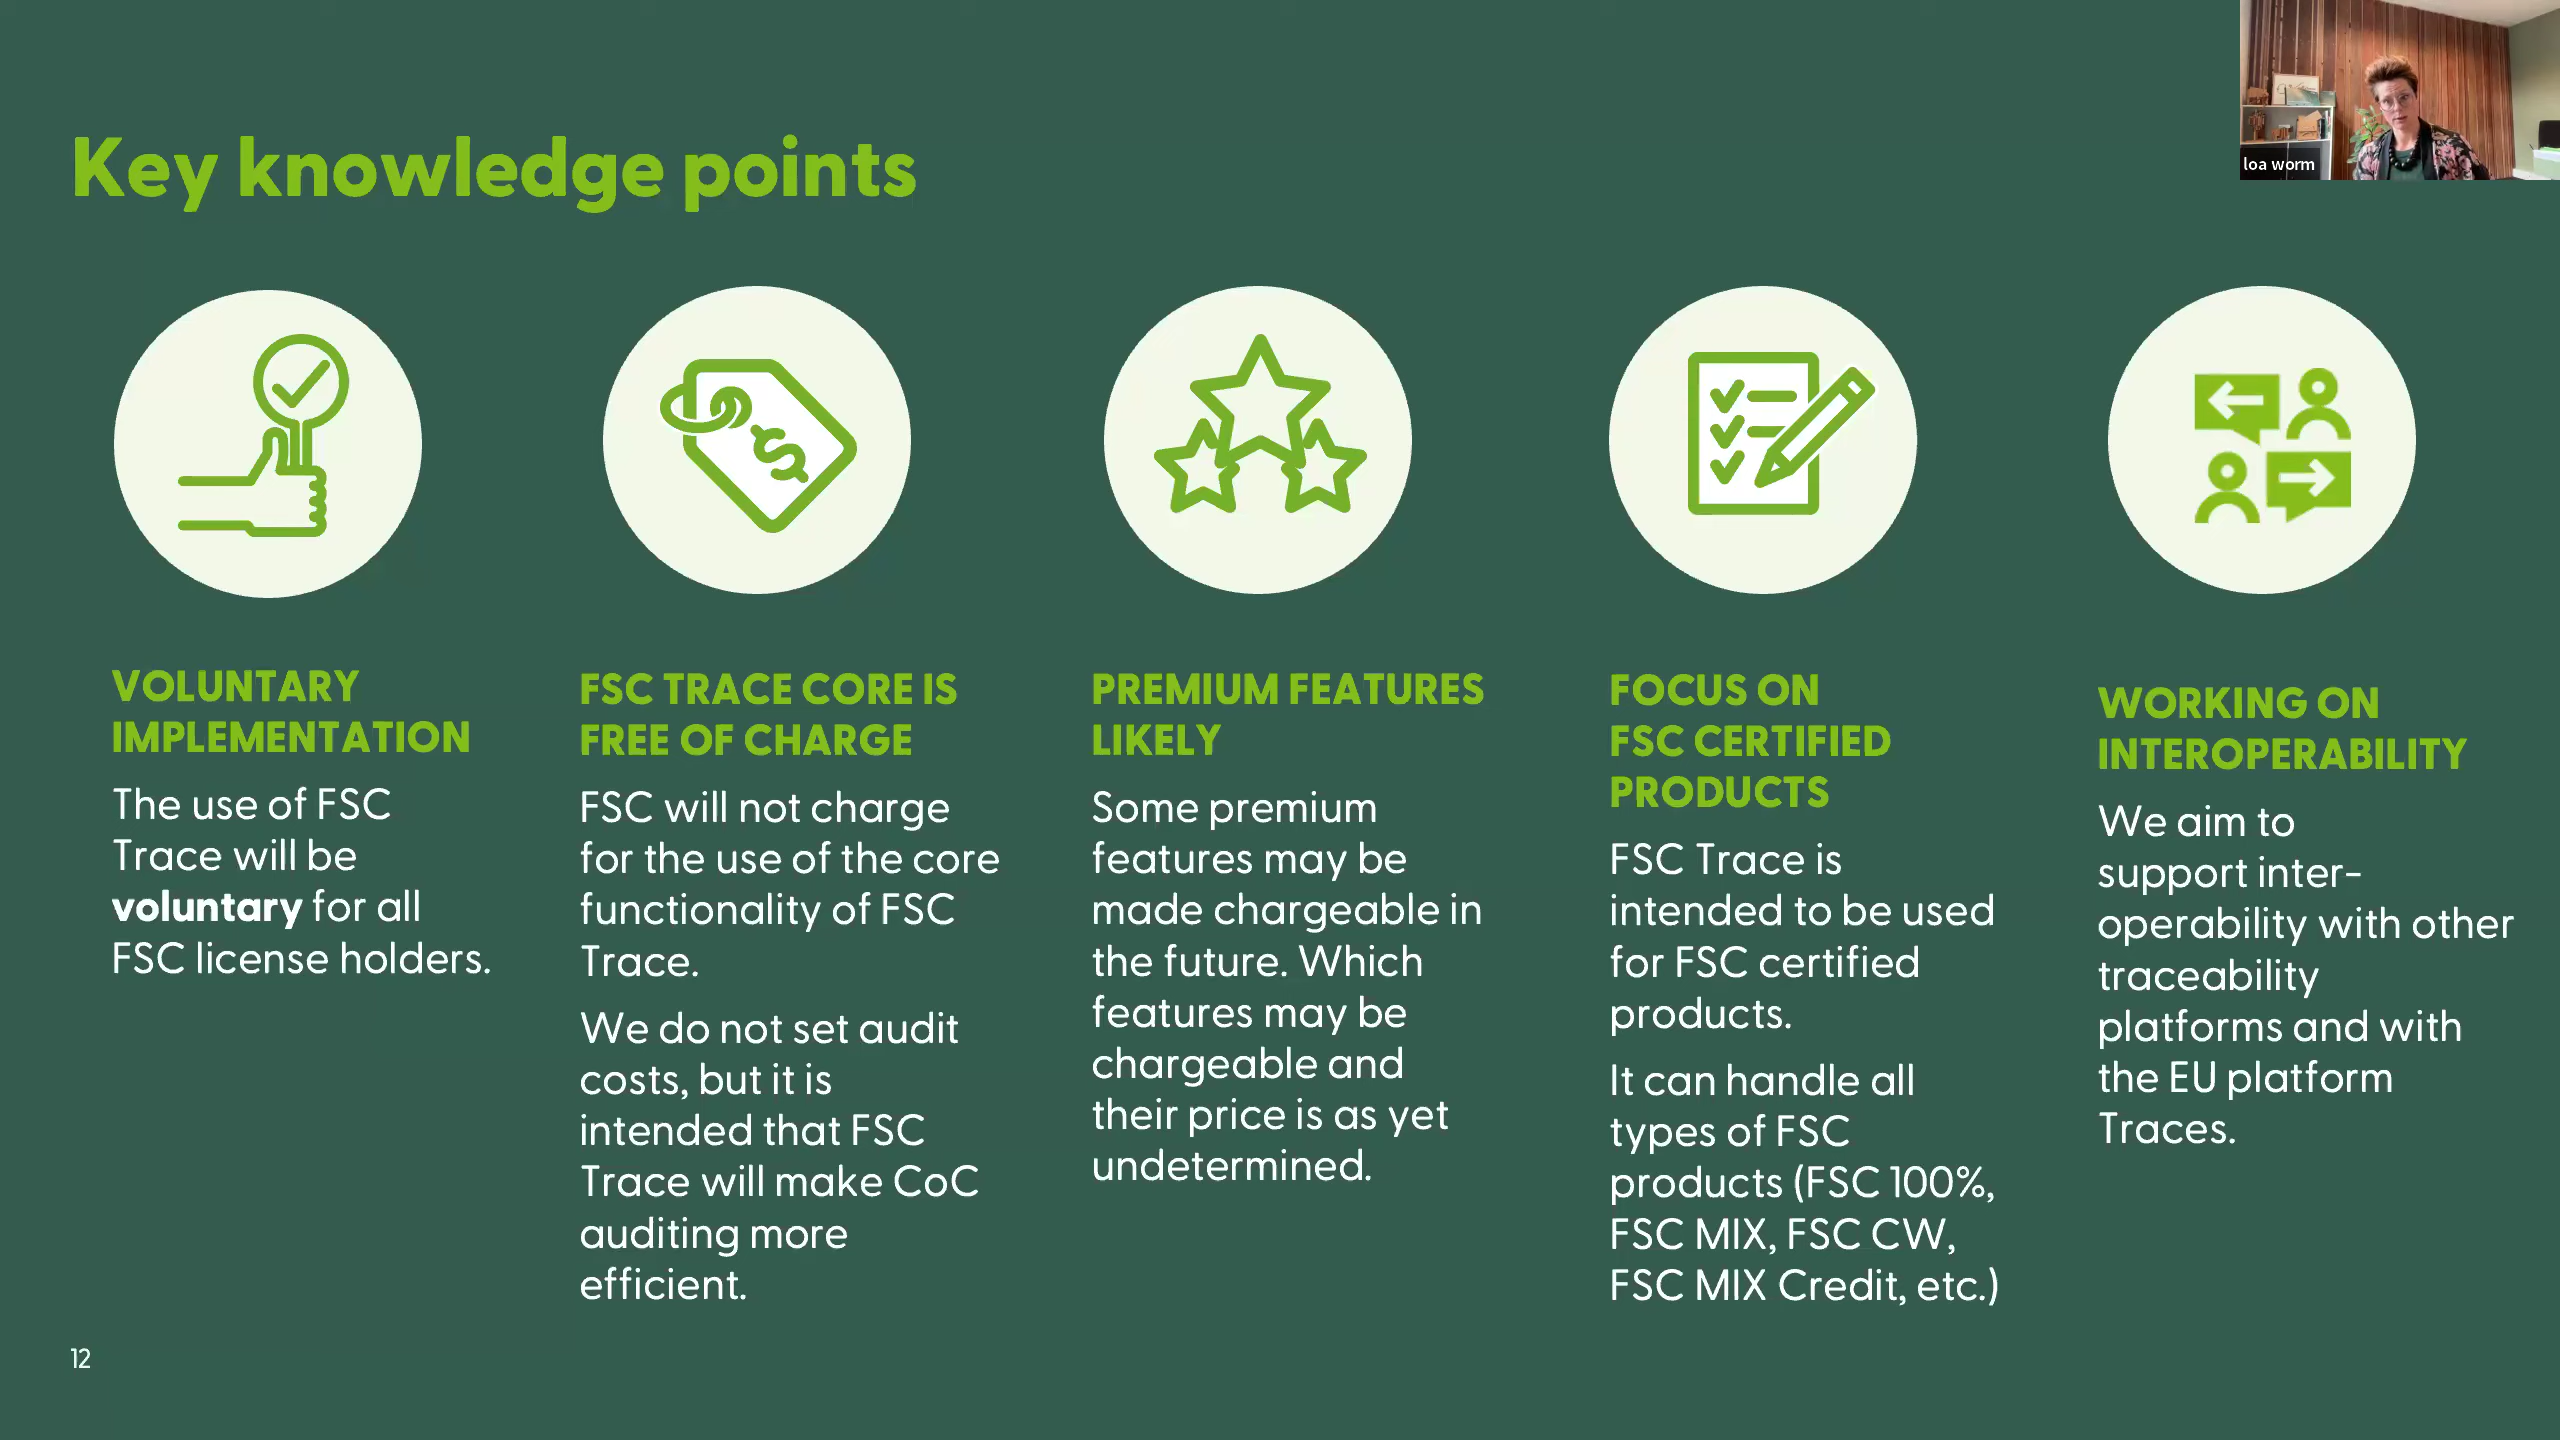 Key knowledge points
loa worm
VOLUNTARY
IMPLEMENTATION
The use of FSC
Trace will be
voluntary for all
FSC license holders.
FSC TRACE CORE IS
FREE OF CHARGE
FSC will not charge
for the use of the core
functionality of FSC
Trace.
We do not set audit
costs, but it is
intended that FSC
Trace will make CoC
auditing more
efficient.
PREMIUM FEATURES
LIKELY
Some premium
features may be
made chargeable in
the future. Which
features may be
chargeable and
their price is as yet
undetermined.
FOCUS ON
FSC CERTIFIED
PRODUCTS
FSC Trace is
intended to be used
for FSC certified
products.
It can handle all
types of FSC
products (FSC 100%,
FSC MIX, FSC CW,
FSC MIX Credit, etc.)
WORKING ON
INTEROPERABILITY
We aim to
support inter-
operability with other
traceability
platforms and with
the EU platform
Traces.
12